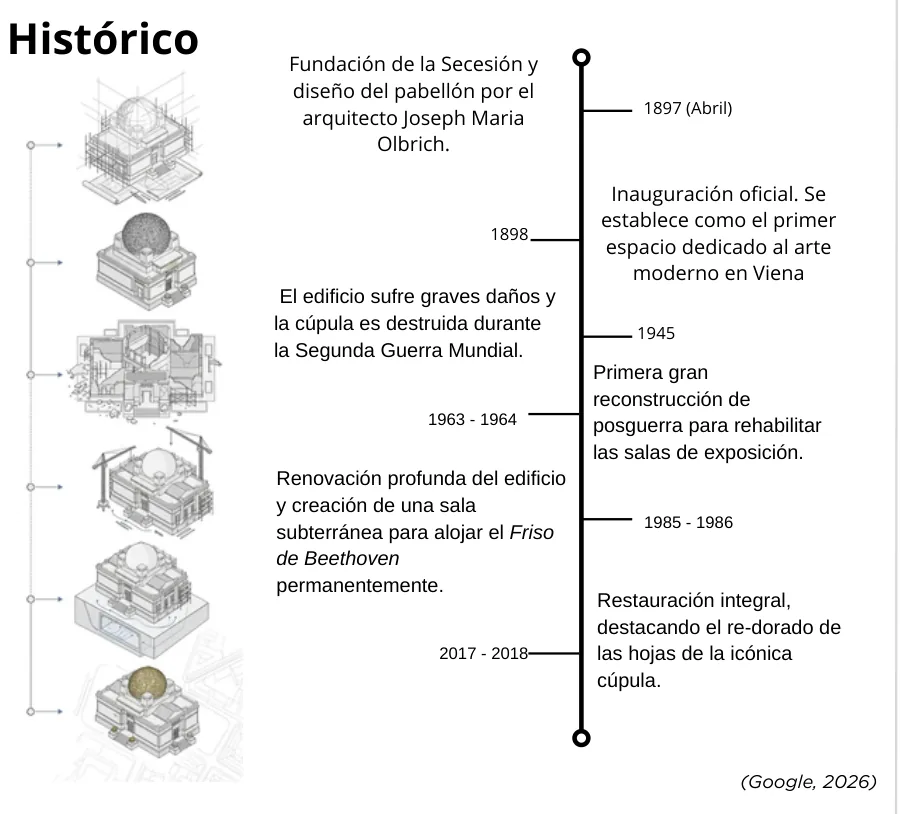 Histórico
Fundación de la Secesión y
diseño del pabellón por el
arquitecto Joseph Maria
Olbrich.
1897 (Abril)
Inauguración oficial. Se
establece como el primer
espacio dedicado al arte
moderno en Viena
1898
El edificio sufre graves daños y
la cúpula es destruida durante
la Segunda Guerra Mundial.
1945
Primera gran
reconstrucción de
posguerra para rehabilitar
las salas de exposición.
1963 - 1964
Renovación profunda del edificio
y creación de una sala
subterránea para alojar el Friso
de Beethoven
permanentemente.
1985 - 1986
Restauración integral,
destacando el re-dorado de
las hojas de la icónica
cúpula.
2017 - 2018
(Google, 2026)